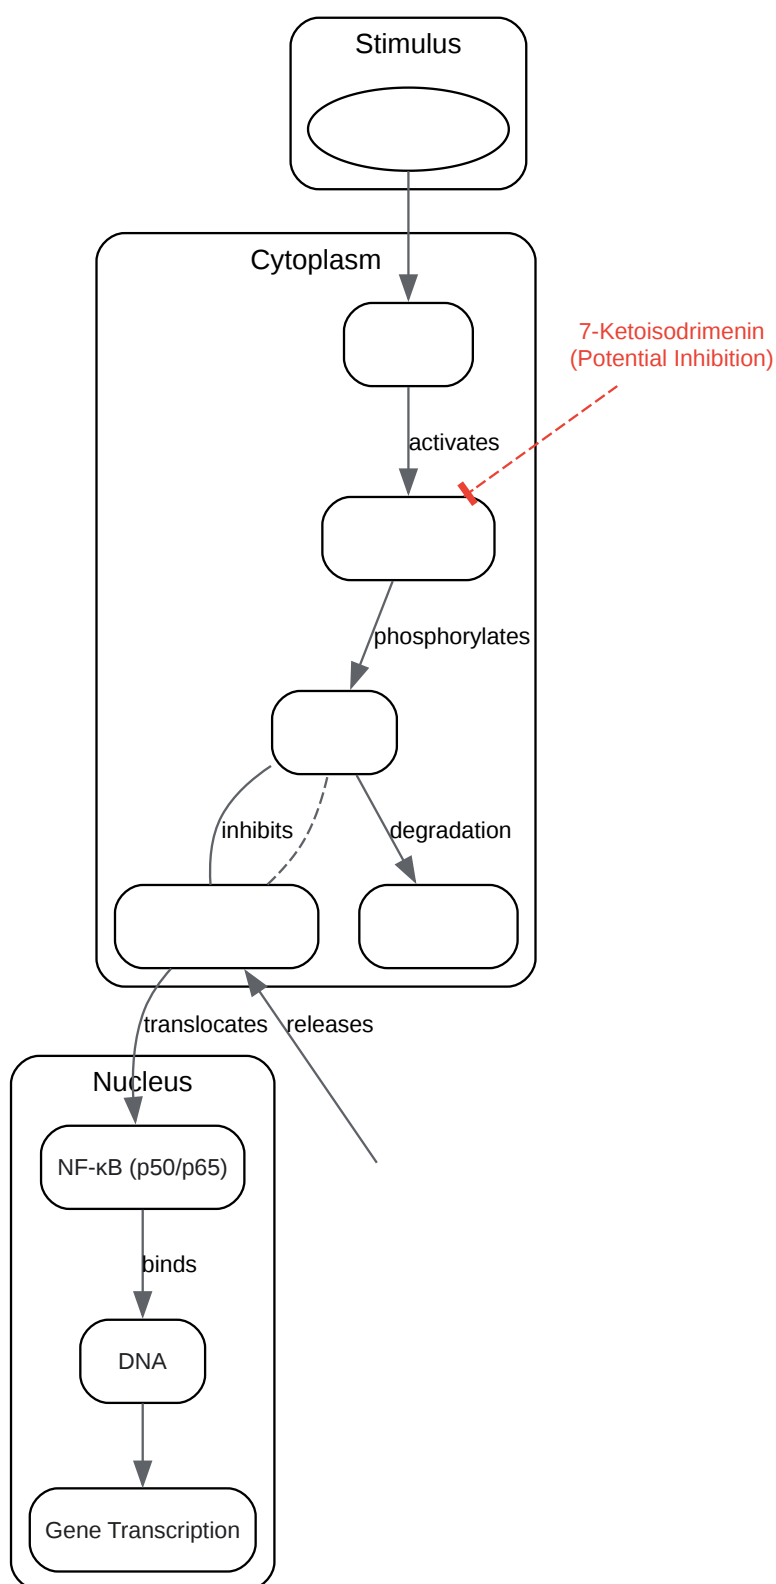 Stimulus
Cytoplasm
7-Ketoisodrimenin
(Potential Inhibition)
activates
phosphorylates
inhibits
degradation
translocates
releases
Nucleus
NF-κB (p50/p65)
binds
DNA
Gene Transcription